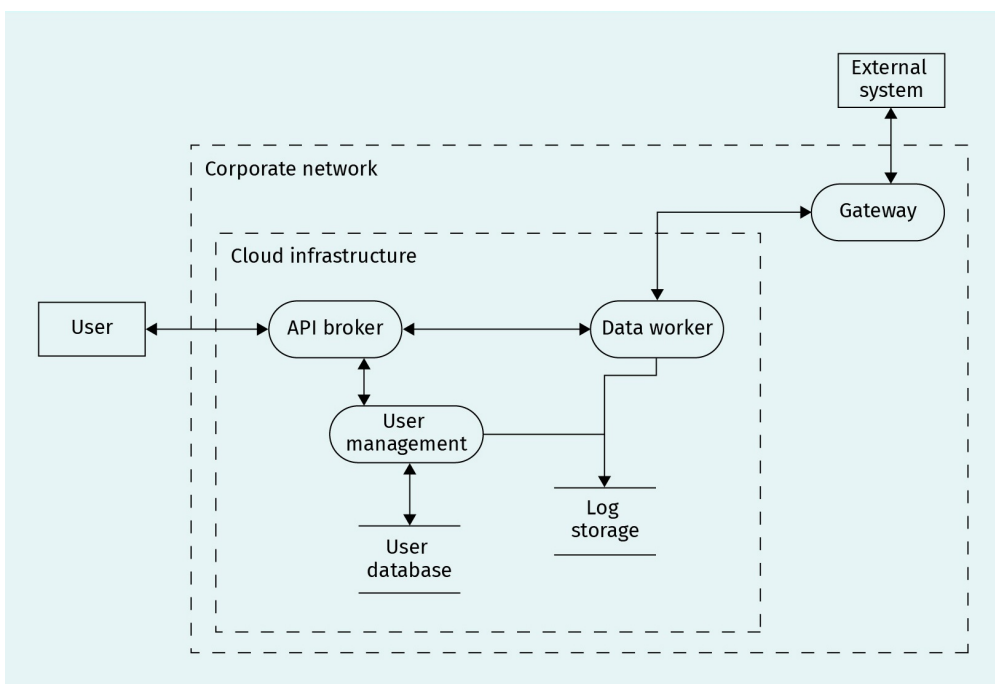 External
system
Corporate network
Gateway
Cloud infrastructure
User
API broker
Data worker
User
management
Log
storage
User
database